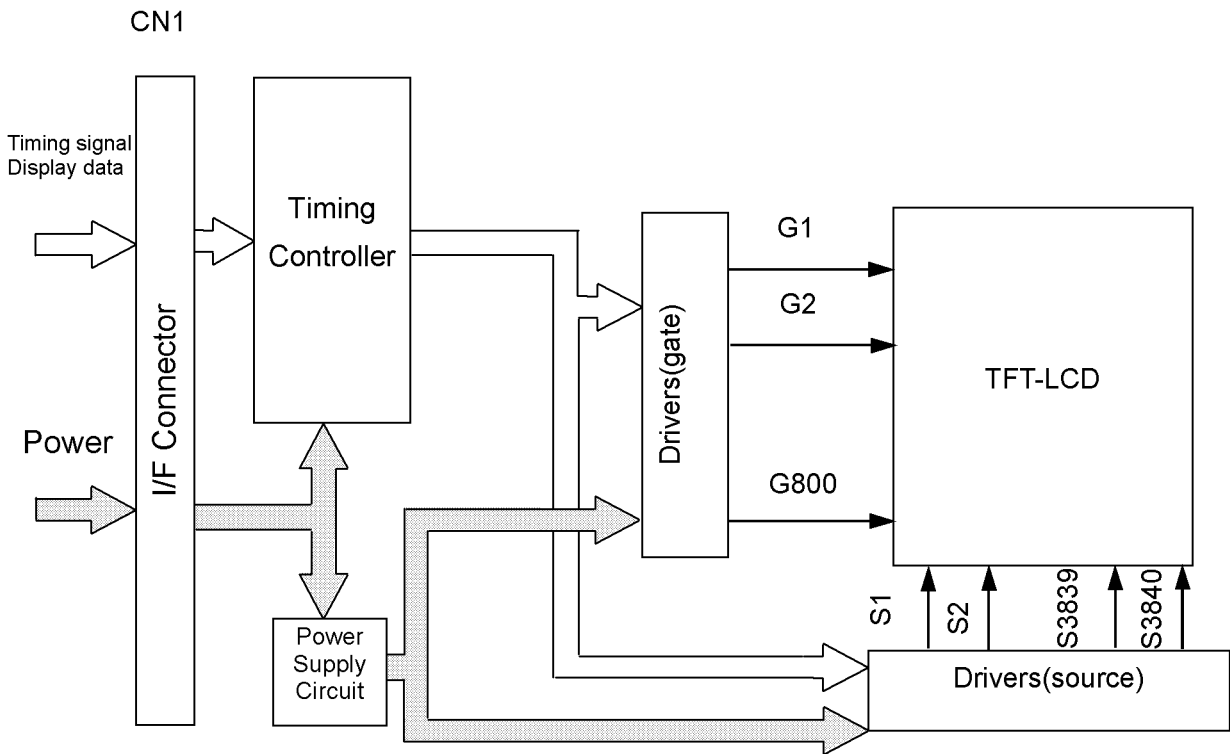 CN1
Timing signal
Display data
Power
I/F Connector
Timing
Controller
Power
Supply
Circuit
Drivers(gate)
G1
G2
G800
TFT-LCD
S1
S2
S3839
S3840
Drivers(source)